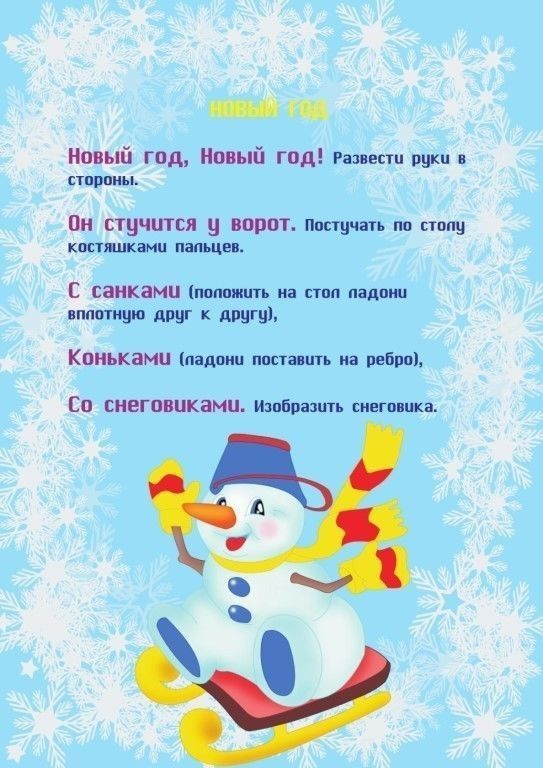 НОВЫЙ ГОД
Новый год, Новый год! Развести руки в
стороны.
Он стучится у ворот. Постучать по столу
костяшками пальцев.
С санками (положить на стол ладони
вплотную друг к другу),
Коньками (ладони поставить на ребро),
Со снеговиками. Изобразить снеговика.